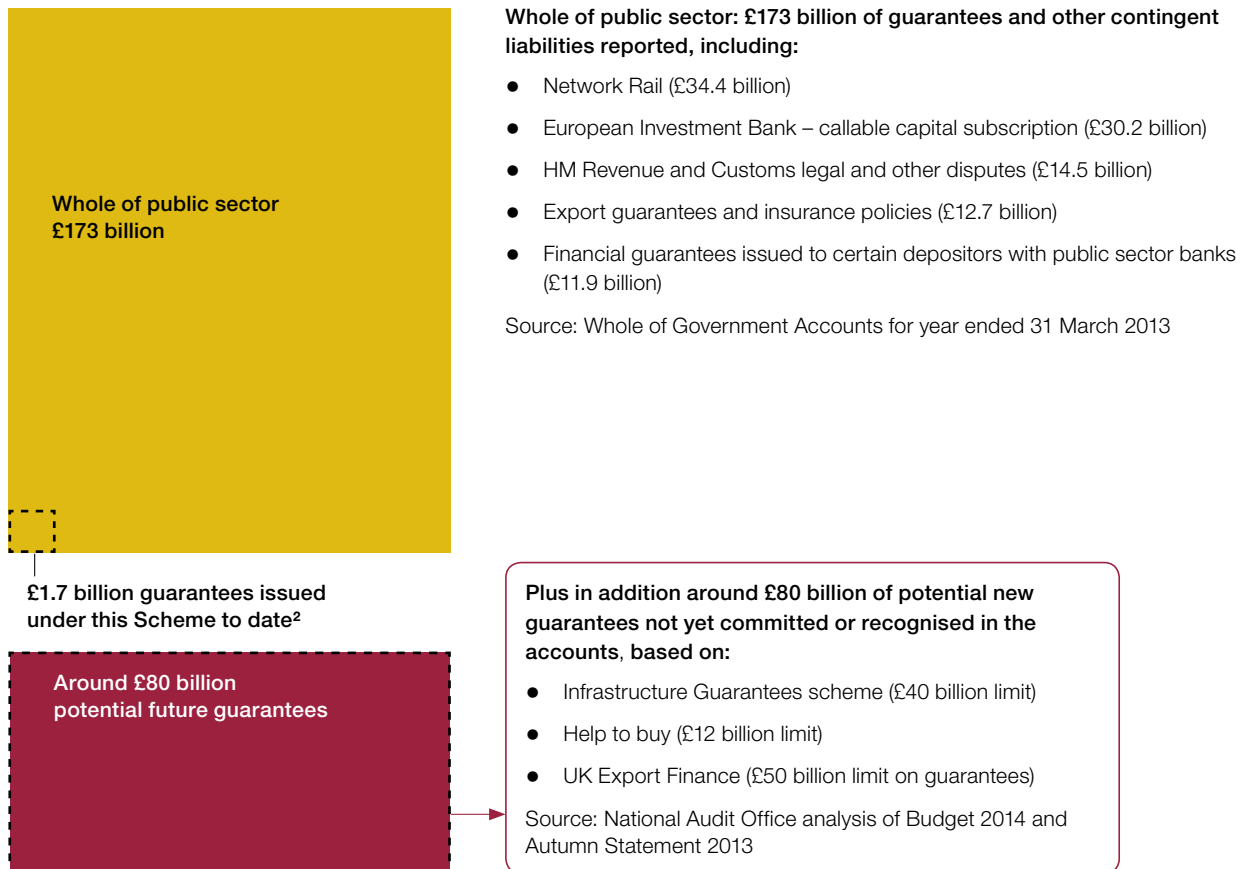 Whole of public sector
£173 billion
£1.7 billion guarantees issued
under this Scheme to date²
Around £80 billion
potential future guarantees
Whole of public sector: £173 billion of guarantees and other contingent
liabilities reported, including:
● Network Rail (£34.4 billion)
● European Investment Bank – callable capital subscription (£30.2 billion)
● HM Revenue and Customs legal and other disputes (£14.5 billion)
● Export guarantees and insurance policies (£12.7 billion)
● Financial guarantees issued to certain depositors with public sector banks
(£11.9 billion)
Source: Whole of Government Accounts for year ended 31 March 2013
Plus in addition around £80 billion of potential new
guarantees not yet committed or recognised in the
accounts, based on:
● Infrastructure Guarantees scheme (£40 billion limit)
● Help to buy (£12 billion limit)
● UK Export Finance (£50 billion limit on guarantees)
Source: National Audit Office analysis of Budget 2014 and
Autumn Statement 2013